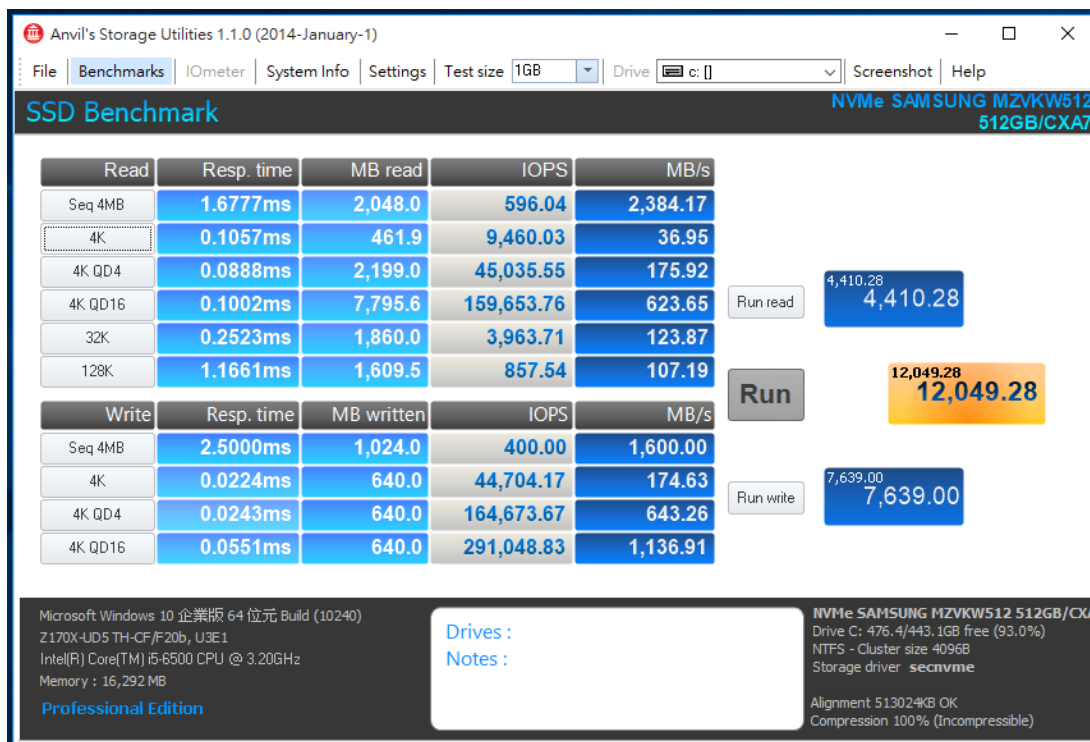 Anvil's Storage Utilities 1.1.0 (2014-January-1)
File Benchmarks IOmeter System Info Settings Test size 1GB Drive c: [] Screenshot Help
SSD Benchmark
NVMe SAMSUNG MZVKW512
512GB/CXA7
Read Resp. time MB read IOPS MB/s
Seq 4MB 1.6777ms 2,048.0 596.04 2,384.17
4K 0.1057ms 461.9 9,460.03 36.95
4K QD4 0.0888ms 2,199.0 45,035.55 175.92
4K QD16 0.1002ms 7,795.6 159,653.76 623.65
32K 0.2523ms 1,860.0 3,963.71 123.87
128K 1.1661ms 1,609.5 857.54 107.19
Run read
4,410.28
4,410.28
Run
12,049.28
12,049.28
Write Resp. time MB written IOPS MB/s
Seq 4MB 2.5000ms 1,024.0 400.00 1,600.00
4K 0.0224ms 640.0 44,704.17 174.63
4K QD4 0.0243ms 640.0 164,673.67 643.26
4K QD16 0.0551ms 640.0 291,048.83 1,136.91
Run write
7,639.00
7,639.00
Microsoft Windows 10 企業版 64 位元 Build (10240)
Z170X-UD5 TH-CF/F20b, U3E1
Intel(R) Core(TM) i5-6500 CPU @ 3.20GHz
Memory : 16,292 MB
Professional Edition
Drives :
Notes :
NVMe SAMSUNG MZVKW512 512GB/CXA
Drive C: 476.4/443.1GB free (93.0%)
NTFS - Cluster size 4096B
Storage driver secnvme
Alignment 513024KB OK
Compression 100% (Incompressible)